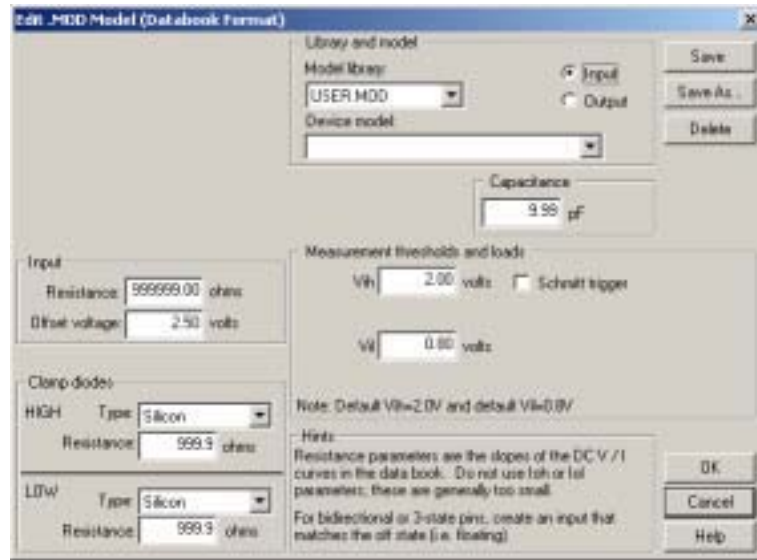 Edit .MOD Model (Databook Format)
Library and model
Model library:
USER.MOD
Input
Output
Device model:
Save
Save As...
Delete
Capacitance
9.99 pF
Input
Resistance: 999999.00 ohms
Offset voltage: 2.50 volts
Measurement thresholds and loads
Vih 2.00 volts
Schmitt trigger
Vil 0.80 volts
Note: Default Vih=2.0V and default Vil=0.8V
Clamp diodes
HIGH Type: Silicon
Resistance: 999.9 ohms
LOW Type: Silicon
Resistance: 999.9 ohms
Hints
Resistance parameters are the slopes of the DC V / I
curves in the data book. Do not use Ioh or Iol
parameters, these are generally too small.
For bidirectional or 3-state pins, create an input that
matches the off state (i.e. floating)
OK
Cancel
Help